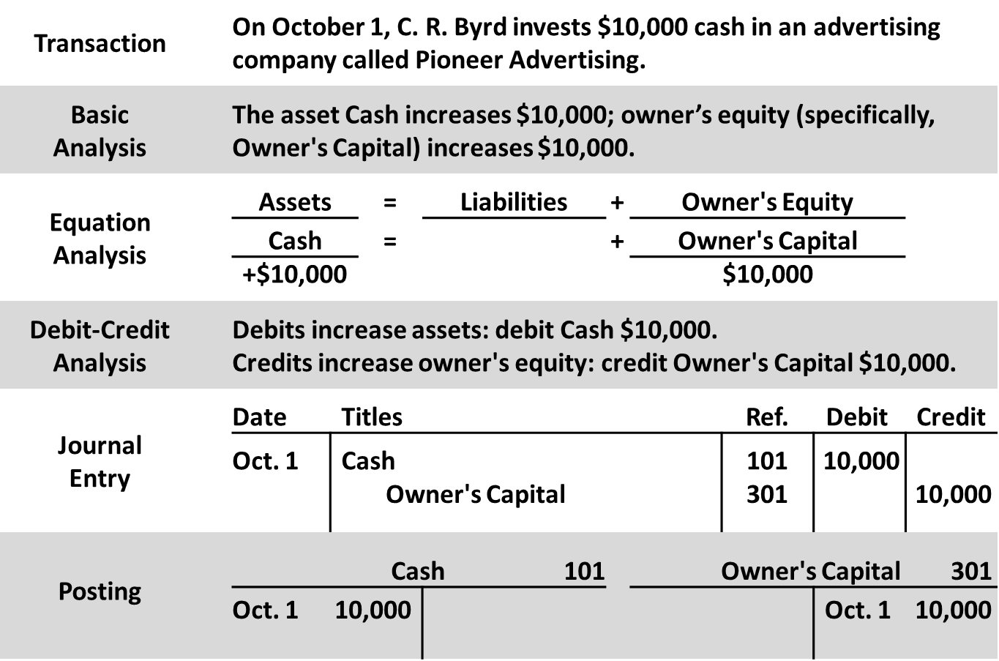 Transaction
On October 1, C. R. Byrd invests $10,000 cash in an advertising
company called Pioneer Advertising.
Basic
Analysis
The asset Cash increases $10,000; owner’s equity (specifically,
Owner's Capital) increases $10,000.
Equation
Analysis
Assets = Liabilities + Owner's Equity
Cash = + Owner's Capital
+$10,000 $10,000
Debit-Credit
Analysis
Debits increase assets: debit Cash $10,000.
Credits increase owner's equity: credit Owner's Capital $10,000.
Journal
Entry
Date Titles Ref. Debit Credit
Oct. 1 Cash 101 10,000
Owner's Capital 301 10,000
Posting
Cash 101 Owner's Capital 301
Oct. 1 10,000 Oct. 1 10,000